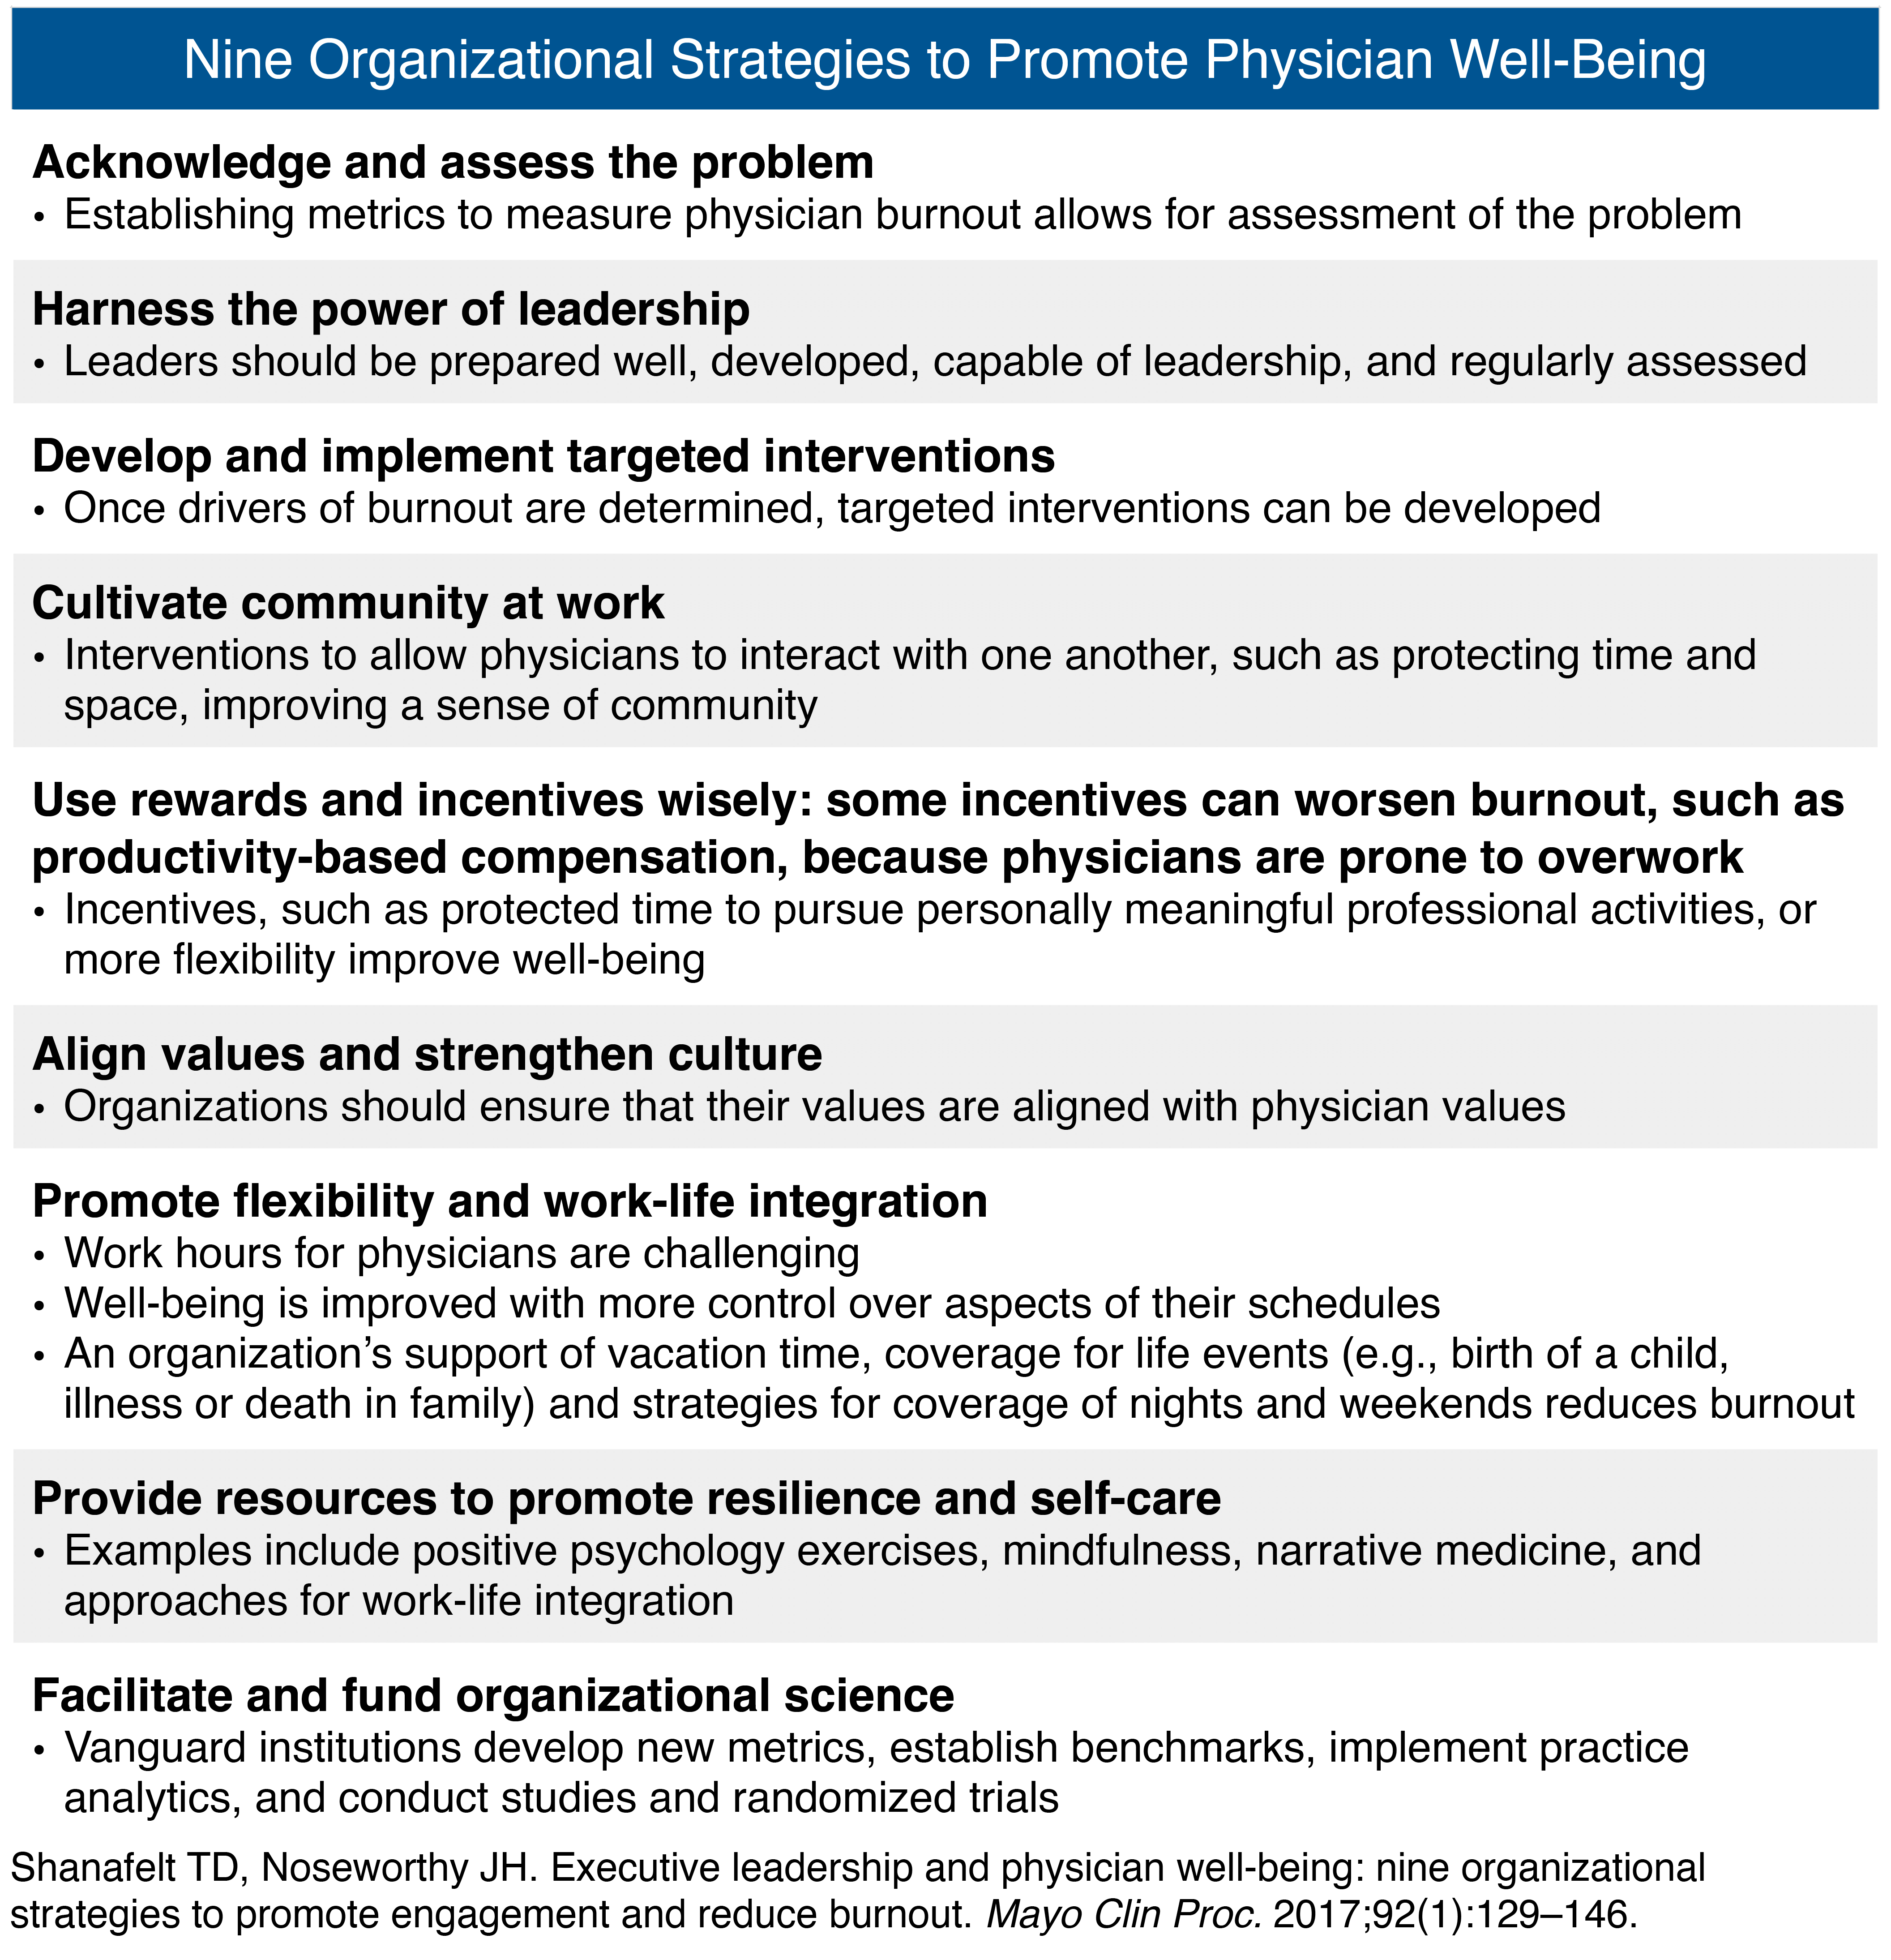 Nine Organizational Strategies to Promote Physician Well-Being
Acknowledge and assess the problem
• Establishing metrics to measure physician burnout allows for assessment of the problem
Harness the power of leadership
• Leaders should be prepared well, developed, capable of leadership, and regularly assessed
Develop and implement targeted interventions
• Once drivers of burnout are determined, targeted interventions can be developed
Cultivate community at work
• Interventions to allow physicians to interact with one another, such as protecting time and
space, improving a sense of community
Use rewards and incentives wisely: some incentives can worsen burnout, such as
productivity-based compensation, because physicians are prone to overwork
• Incentives, such as protected time to pursue personally meaningful professional activities, or
more flexibility improve well-being
Align values and strengthen culture
• Organizations should ensure that their values are aligned with physician values
Promote flexibility and work-life integration
• Work hours for physicians are challenging
• Well-being is improved with more control over aspects of their schedules
• An organization’s support of vacation time, coverage for life events (e.g., birth of a child,
illness or death in family) and strategies for coverage of nights and weekends reduces burnout
Provide resources to promote resilience and self-care
• Examples include positive psychology exercises, mindfulness, narrative medicine, and
approaches for work-life integration
Facilitate and fund organizational science
• Vanguard institutions develop new metrics, establish benchmarks, implement practice
analytics, and conduct studies and randomized trials
Shanafelt TD, Noseworthy JH. Executive leadership and physician well-being: nine organizational
strategies to promote engagement and reduce burnout. Mayo Clin Proc. 2017;92(1):129–146.